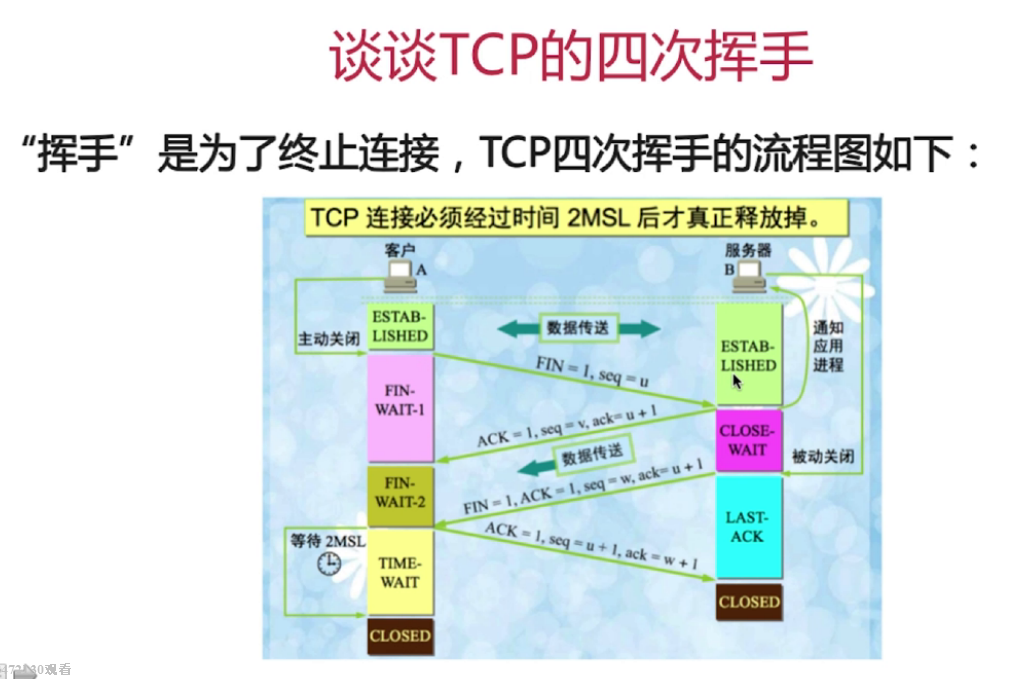 谈谈TCP的四次挥手
“挥手”是为了终止连接，TCP四次挥手的流程图如下：
TCP 连接必须经过时间 2MSL 后才真正释放掉。
客户
A
服务器
B
ESTAB-
LISHED
主动关闭
数据传送
通知
应用
进程
ESTAB-
LISHED
FIN = 1, seq = u
FIN-
WAIT-1
ACK = 1, seq = v, ack= u + 1
CLOSE-
WAIT
被动关闭
数据传送
FIN-
WAIT-2
FIN = 1, ACK = 1, seq = w, ack= u + 1
LAST-
ACK
ACK = 1, seq = u + 1, ack = w + 1
等待 2MSL
TIME-
WAIT
CLOSED
CLOSED
观看